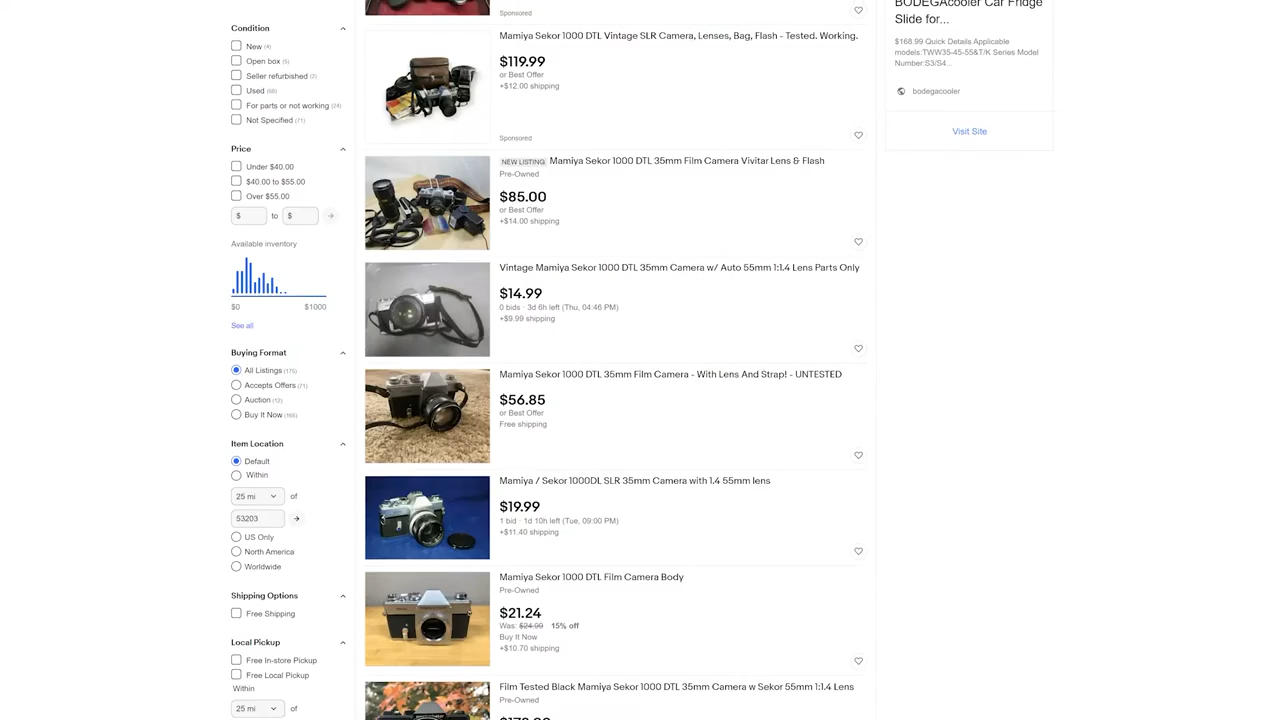 Condition
New (4)
Open box (5)
Seller refurbished (2)
Used (68)
For parts or not working (24)
Not Specified (71)
Price
Under $40.00
$40.00 to $55.00
Over $55.00
$ to $
Available inventory
$0 $1000
See all
Buying Format
All Listings (175)
Accepts Offers (71)
Auction (12)
Buy It Now (165)
Item Location
Default
Within
25 mi of
53203
US Only
North America
Worldwide
Shipping Options
Free Shipping
Local Pickup
Free In-store Pickup
Free Local Pickup
Within
25 mi of
Sponsored
Mamiya Sekor 1000 DTL Vintage SLR Camera, Lenses, Bag, Flash - Tested. Working.
$119.99
or Best Offer
+$12.00 shipping
Sponsored
NEW LISTING Mamiya Sekor 1000 DTL 35mm Film Camera Vivitar Lens & Flash
Pre-Owned
$85.00
or Best Offer
+$14.00 shipping
Vintage Mamiya Sekor 1000 DTL 35mm Camera w/ Auto 55mm 1:1.4 Lens Parts Only
$14.99
0 bids · 3d 6h left (Thu, 04:46 PM)
+$9.99 shipping
Mamiya Sekor 1000 DTL 35mm Film Camera - With Lens And Strap! - UNTESTED
$56.85
or Best Offer
Free shipping
Mamiya / Sekor 1000DL SLR 35mm Camera with 1.4 55mm lens
$19.99
1 bid · 1d 10h left (Tue, 09:00 PM)
+$11.40 shipping
Mamiya Sekor 1000 DTL Film Camera Body
Pre-Owned
$21.24
Was: $24.99 15% off
Buy It Now
+$10.70 shipping
Film Tested Black Mamiya Sekor 1000 DTL 35mm Camera w Sekor 55mm 1:1.4 Lens
Pre-Owned
BODEGAcooler Car Fridge
Slide for...
$168.99 Quick Details Applicable
models:TWW35-45-55&T/K Series Model
Number:S3/S4...
bodegacooler
Visit Site